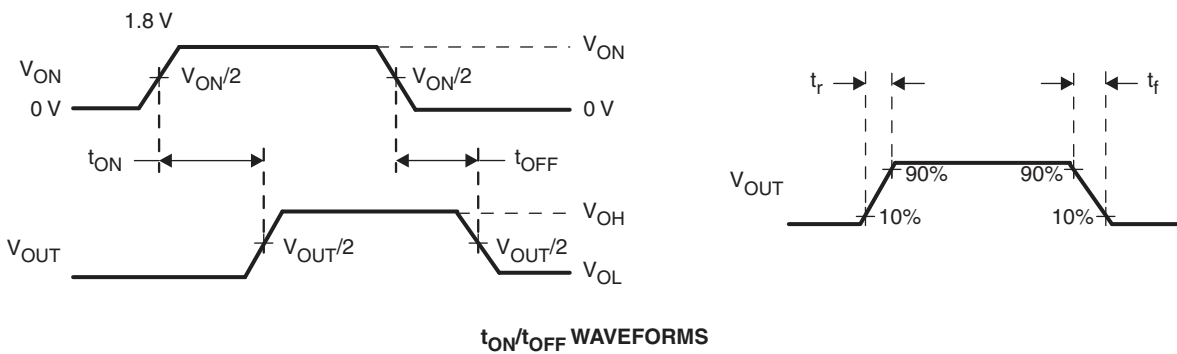 1.8 V
V_ON
V_ON
V_ON/2
V_ON/2
0 V
0 V
t_ON
t_OFF
V_OH
V_OUT
V_OUT/2
V_OUT/2
V_OL
t_r
t_f
V_OUT
90%
90%
10%
10%
t_ON/t_OFF WAVEFORMS